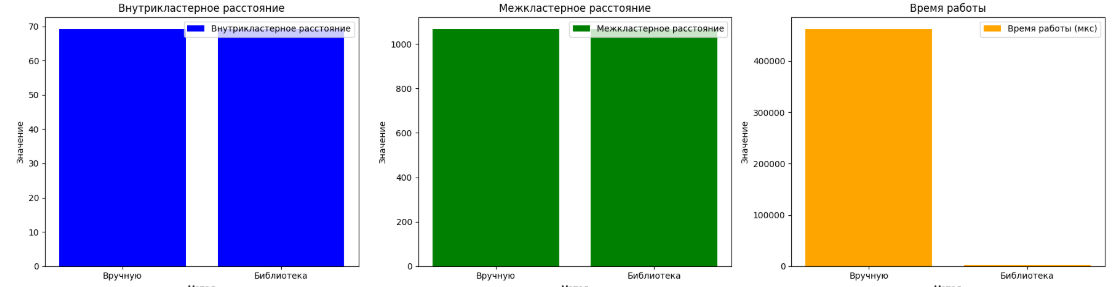 Внутрикластерное расстояние
Внутрикластерное расстояние
70
60
50
40
30
20
10
0
Значение
Вручную
Библиотека
Межкластерное расстояние
Межкластерное расстояние
1000
800
600
400
200
0
Значение
Вручную
Библиотека
Время работы
Время работы (мкс)
400000
300000
200000
100000
0
Значение
Вручную
Библиотека